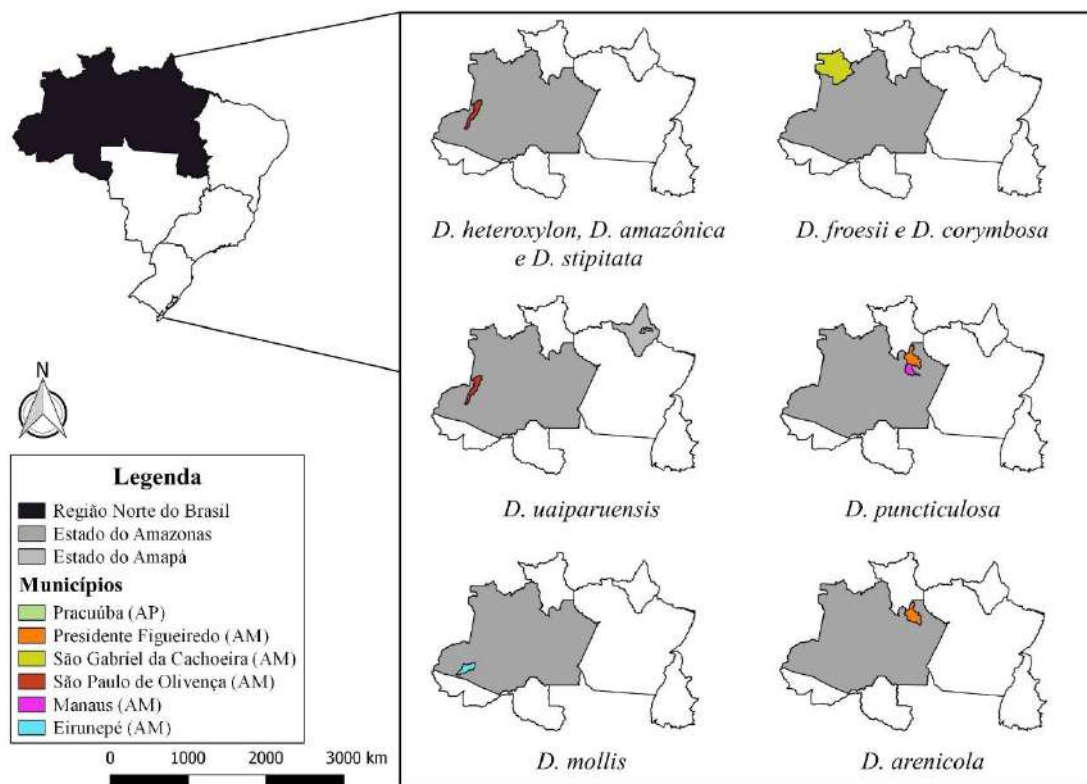 D. heteroxylon, D. amazônica
e D. stipitata
D. froesii e D. corymbosa
D. uaiparuensis
D. puncticulosa
D. mollis
D. arenicola
N
Legenda
Região Norte do Brasil
Estado do Amazonas
Estado do Amapá
Municípios
Pracuúba (AP)
Presidente Figueiredo (AM)
São Gabriel da Cachoeira (AM)
São Paulo de Olivença (AM)
Manaus (AM)
Eirunepé (AM)
0 1000 2000 3000 km